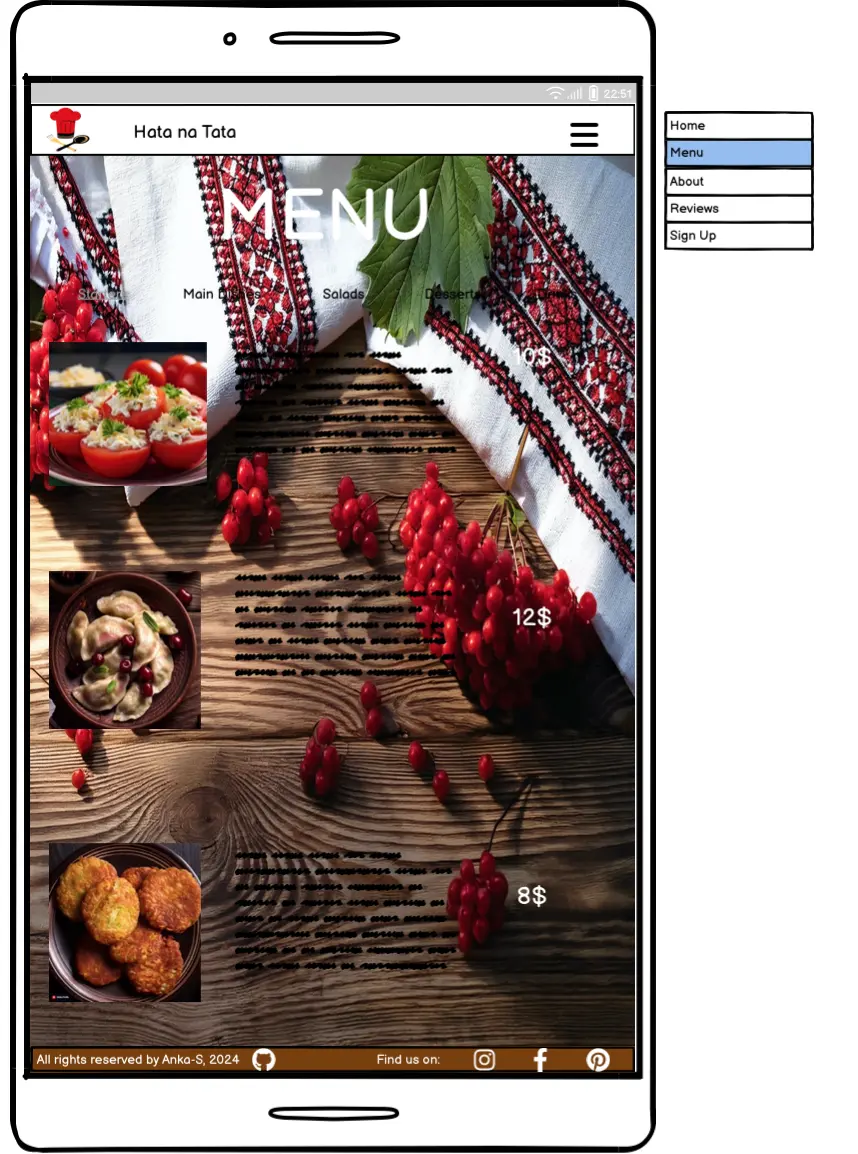 22:51
Hata na Tata
Home
Menu
About
Reviews
Sign Up
MENU
Starters Main Dishes Salads Desserts
10$
12$
8$
All rights reserved by Anka-S, 2024 Find us on: